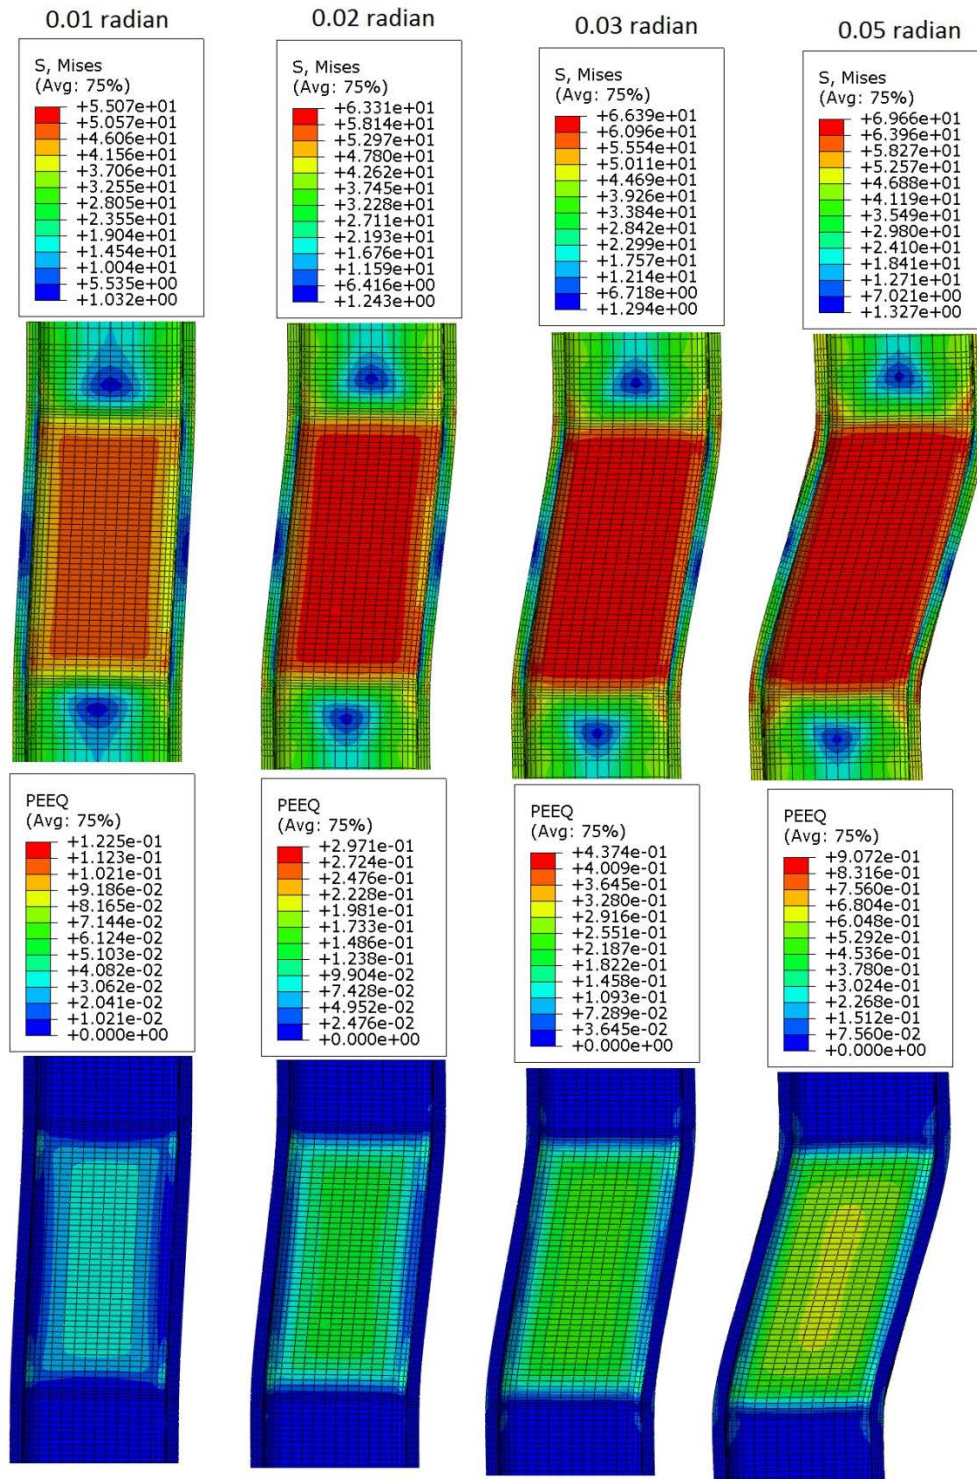 0.01 radian
0.02 radian
0.03 radian
0.05 radian
S, Mises
(Avg: 75%)
+5.507e+01
+5.057e+01
+4.606e+01
+4.156e+01
+3.706e+01
+3.255e+01
+2.805e+01
+2.355e+01
+1.904e+01
+1.454e+01
+1.004e+01
+5.535e+00
+1.032e+00
S, Mises
(Avg: 75%)
+6.331e+01
+5.814e+01
+5.297e+01
+4.780e+01
+4.262e+01
+3.745e+01
+3.228e+01
+2.711e+01
+2.193e+01
+1.676e+01
+1.159e+01
+6.416e+00
+1.243e+00
S, Mises
(Avg: 75%)
+6.639e+01
+6.096e+01
+5.554e+01
+5.011e+01
+4.469e+01
+3.926e+01
+3.384e+01
+2.842e+01
+2.299e+01
+1.757e+01
+1.214e+01
+6.718e+00
+1.294e+00
S, Mises
(Avg: 75%)
+6.966e+01
+6.396e+01
+5.827e+01
+5.257e+01
+4.688e+01
+4.119e+01
+3.549e+01
+2.980e+01
+2.410e+01
+1.841e+01
+1.271e+01
+7.021e+00
+1.327e+00
PEEQ
(Avg: 75%)
+1.225e-01
+1.123e-01
+1.021e-01
+9.186e-02
+8.165e-02
+7.144e-02
+6.124e-02
+5.103e-02
+4.082e-02
+3.062e-02
+2.041e-02
+1.021e-02
+0.000e+00
PEEQ
(Avg: 75%)
+2.971e-01
+2.724e-01
+2.476e-01
+2.228e-01
+1.981e-01
+1.733e-01
+1.486e-01
+1.238e-01
+9.904e-02
+7.428e-02
+4.952e-02
+2.476e-02
+0.000e+00
PEEQ
(Avg: 75%)
+4.374e-01
+4.009e-01
+3.645e-01
+3.280e-01
+2.916e-01
+2.551e-01
+2.187e-01
+1.822e-01
+1.458e-01
+1.093e-01
+7.289e-02
+3.645e-02
+0.000e+00
PEEQ
(Avg: 75%)
+9.072e-01
+8.316e-01
+7.560e-01
+6.804e-01
+6.048e-01
+5.292e-01
+4.536e-01
+3.780e-01
+3.024e-01
+2.268e-01
+1.512e-01
+7.560e-02
+0.000e+00